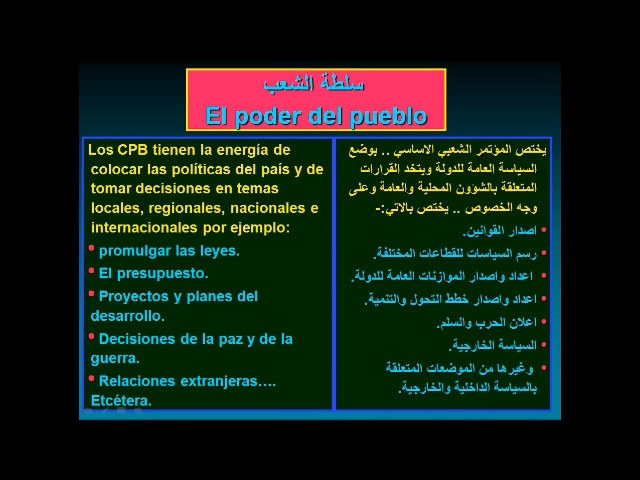 سلطة الشعب
El poder del pueblo
Los CPB tienen la energía de
colocar las políticas del país y de
tomar decisiones en temas
locales, regionales, nacionales e
internacionales por ejemplo:
• promulgar las leyes.
• El presupuesto.
• Proyectos y planes del
desarrollo.
• Decisiones de la paz y de la
guerra.
• Relaciones extranjeras….
Etcétera.
يختص المؤتمر الشعبي الاساسي .. بوضع
السياسة العامة للدولة ويتخد القرارات
المتعلقة بالشؤون المحلية والعامة وعلى
وجه الخصوص .. يختص بالاتي:-
• اصدار القوانين.
• رسم السياسات للقطاعات المختلفة.
• اعداد واصدار الموازنات العامة للدولة.
• اعداد واصدار خطط التحول والتنمية.
• اعلان الحرب والسلم.
• السياسة الخارجية.
• وغيرها من الموضعات المتعلقة
بالسياسة الداخلية والخارجية.